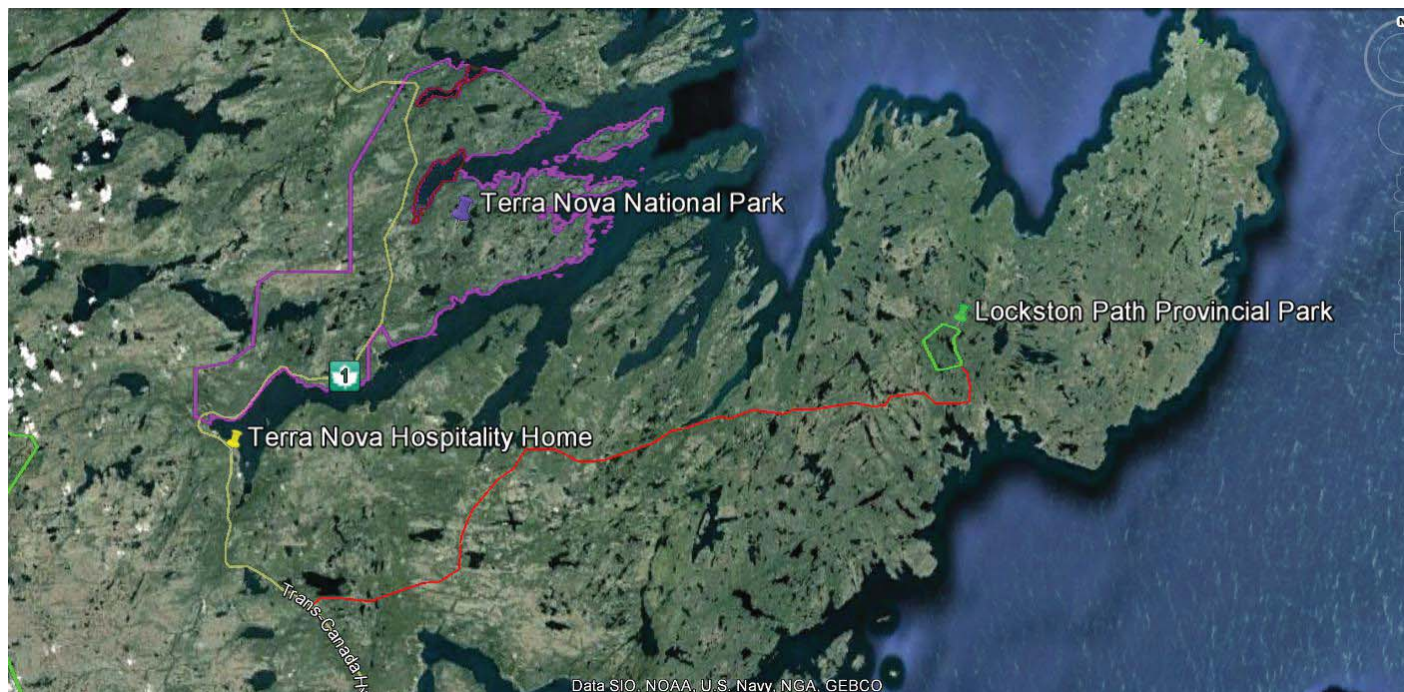 N
Terra Nova National Park
Lockston Path Provincial Park
1
Terra Nova Hospitality Home
Trans-Canada H
Data SIO, NOAA, U.S. Navy, NGA, GEBCO